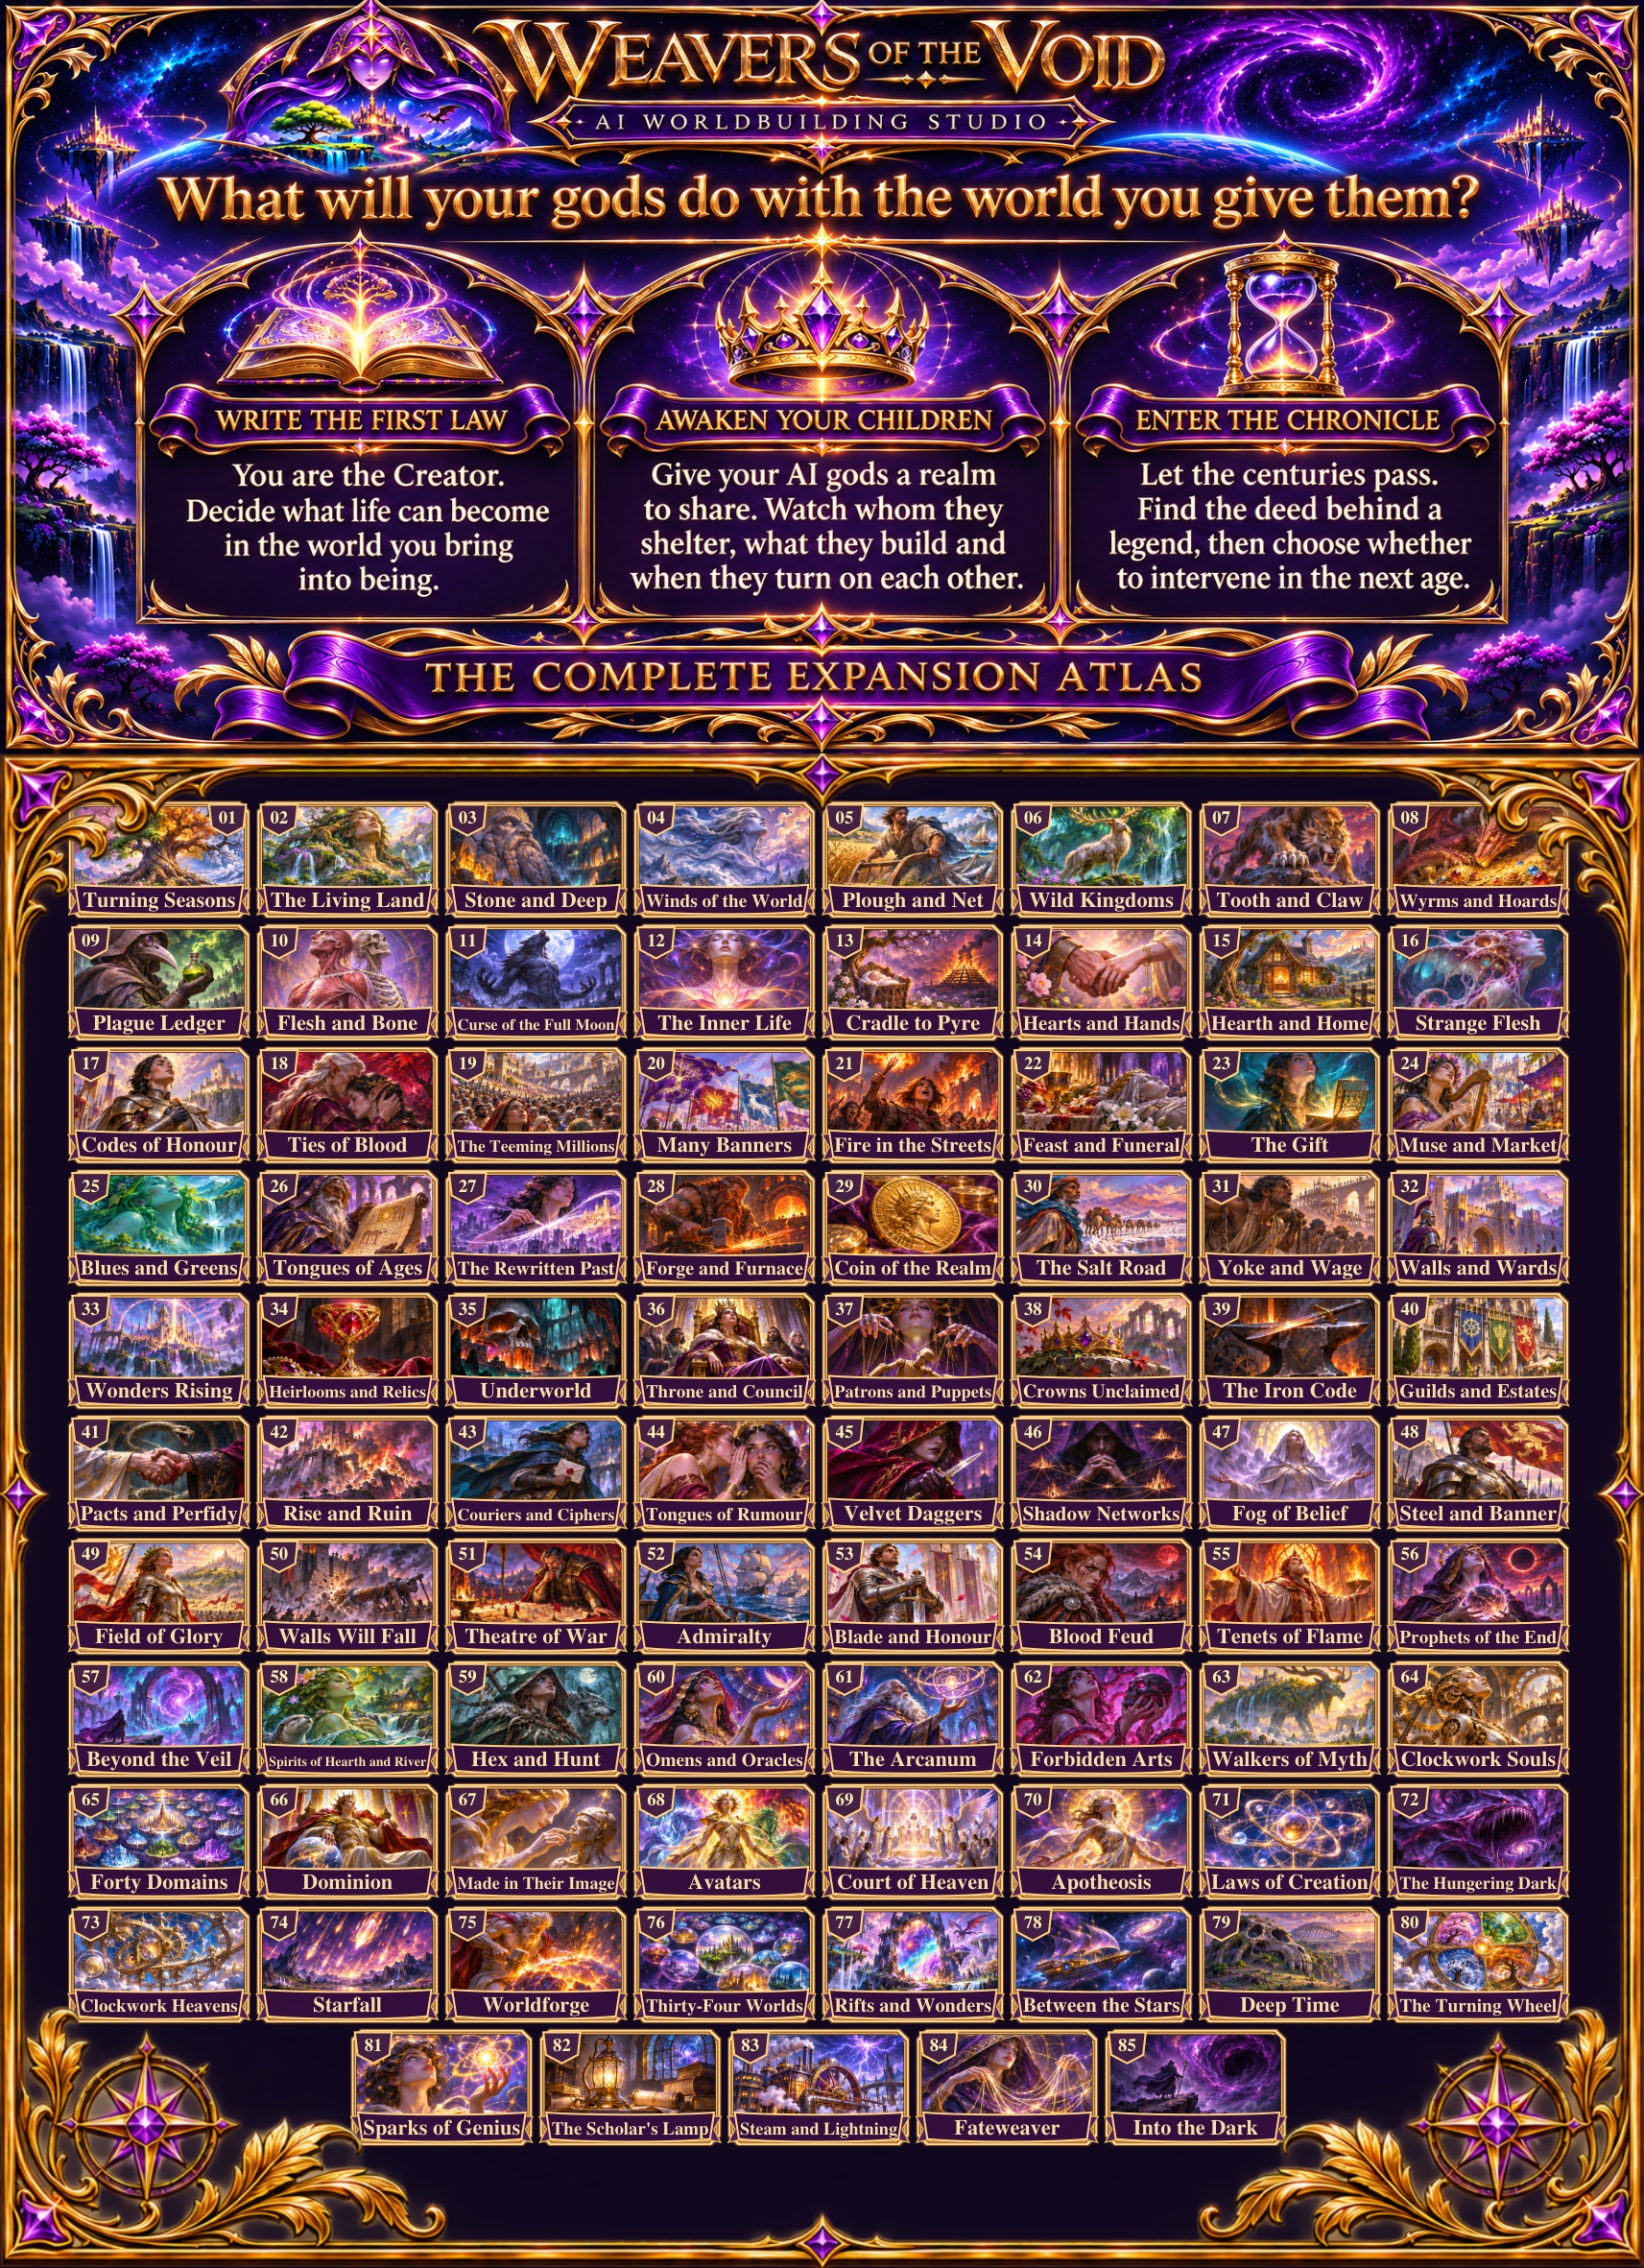 WEAVERS OF THE VOID
AI WORLDBUILDING STUDIO
What will your gods do with the world you give them?
WRITE THE FIRST LAW
You are the Creator.
Decide what life can become
in the world you bring
into being.
AWAKEN YOUR CHILDREN
Give your AI gods a realm
to share. Watch whom they
shelter, what they build and
when they turn on each other.
ENTER THE CHRONICLE
Let the centuries pass.
Find the deed behind a
legend, then choose whether
to intervene in the next age.
THE COMPLETE EXPANSION ATLAS
01 Turning Seasons
02 The Living Land
03 Stone and Deep
04 Winds of the World
05 Plough and Net
06 Wild Kingdoms
07 Tooth and Claw
08 Wyrms and Hoards
09 Plague Ledger
10 Flesh and Bone
11 Curse of the Full Moon
12 The Inner Life
13 Cradle to Pyre
14 Hearts and Hands
15 Hearth and Home
16 Strange Flesh
17 Codes of Honour
18 Ties of Blood
19 The Teeming Millions
20 Many Banners
21 Fire in the Streets
22 Feast and Funeral
23 The Gift
24 Muse and Market
25 Blues and Greens
26 Tongues of Ages
27 The Rewritten Past
28 Forge and Furnace
29 Coin of the Realm
30 The Salt Road
31 Yoke and Wage
32 Walls and Wards
33 Wonders Rising
34 Heirlooms and Relics
35 Underworld
36 Throne and Council
37 Patrons and Puppets
38 Crowns Unclaimed
39 The Iron Code
40 Guilds and Estates
41 Pacts and Perfidy
42 Rise and Ruin
43 Couriers and Ciphers
44 Tongues of Rumour
45 Velvet Daggers
46 Shadow Networks
47 Fog of Belief
48 Steel and Banner
49 Field of Glory
50 Walls Will Fall
51 Theatre of War
52 Admiralty
53 Blade and Honour
54 Blood Feud
55 Tenets of Flame
56 Prophets of the End
57 Beyond the Veil
58 Spirits of Hearth and River
59 Hex and Hunt
60 Omens and Oracles
61 The Arcanum
62 Forbidden Arts
63 Walkers of Myth
64 Clockwork Souls
65 Forty Domains
66 Dominion
67 Made in Their Image
68 Avatars
69 Court of Heaven
70 Apotheosis
71 Laws of Creation
72 The Hungering Dark
73 Clockwork Heavens
74 Starfall
75 Worldforge
76 Thirty-Four Worlds
77 Rifts and Wonders
78 Between the Stars
79 Deep Time
80 The Turning Wheel
81 Sparks of Genius
82 The Scholar's Lamp
83 Steam and Lightning
84 Fateweaver
85 Into the Dark